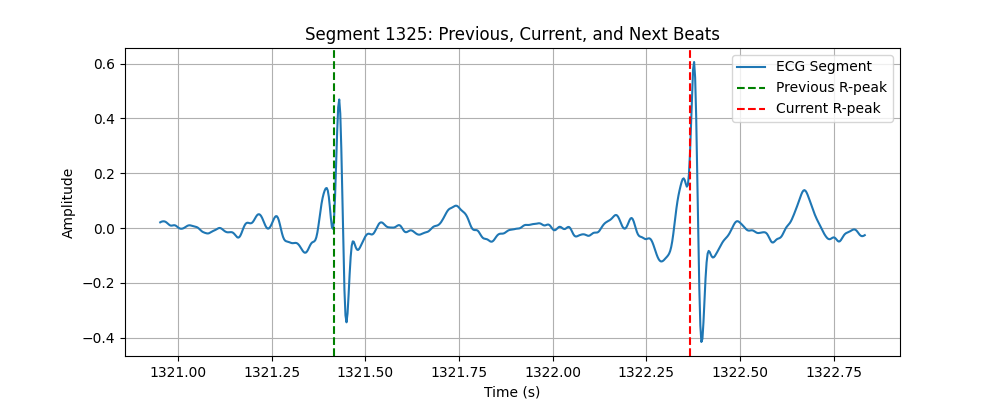 Segment 1325: Previous, Current, and Next Beats
ECG Segment
Previous R-peak
Current R-peak
Amplitude
0.6
0.4
0.2
0.0
−0.2
−0.4
1321.00 1321.25 1321.50 1321.75 1322.00 1322.25 1322.50 1322.75
Time (s)